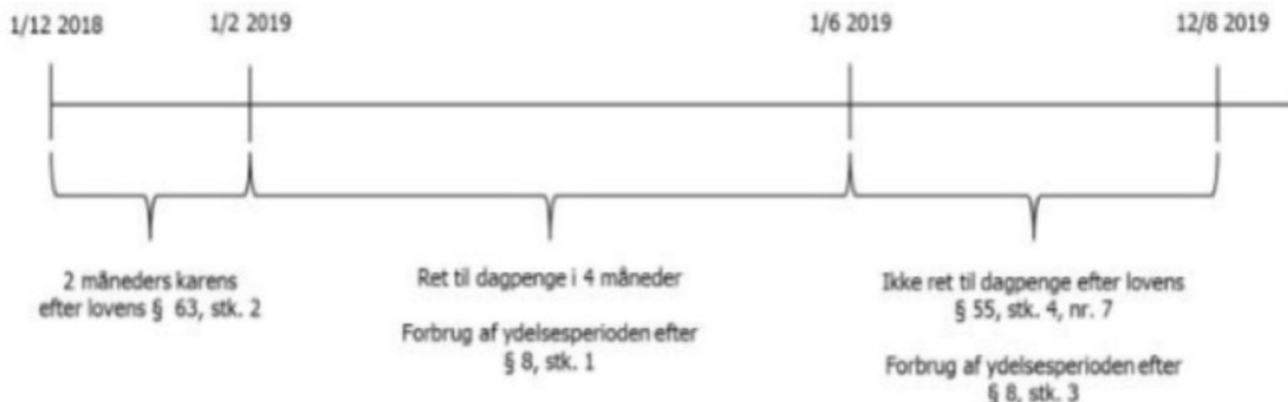 1/12 2018
1/2 2019
1/6 2019
12/8 2019
2 måneders karens
efter lovens § 63, stk. 2
Ret til dagpenge i 4 måneder
Forbrug af ydelsesperioden efter
§ 8, stk. 1
Ikke ret til dagpenge efter lovens
§ 55, stk. 4, nr. 7
Forbrug af ydelsesperioden efter
§ 8, stk. 3